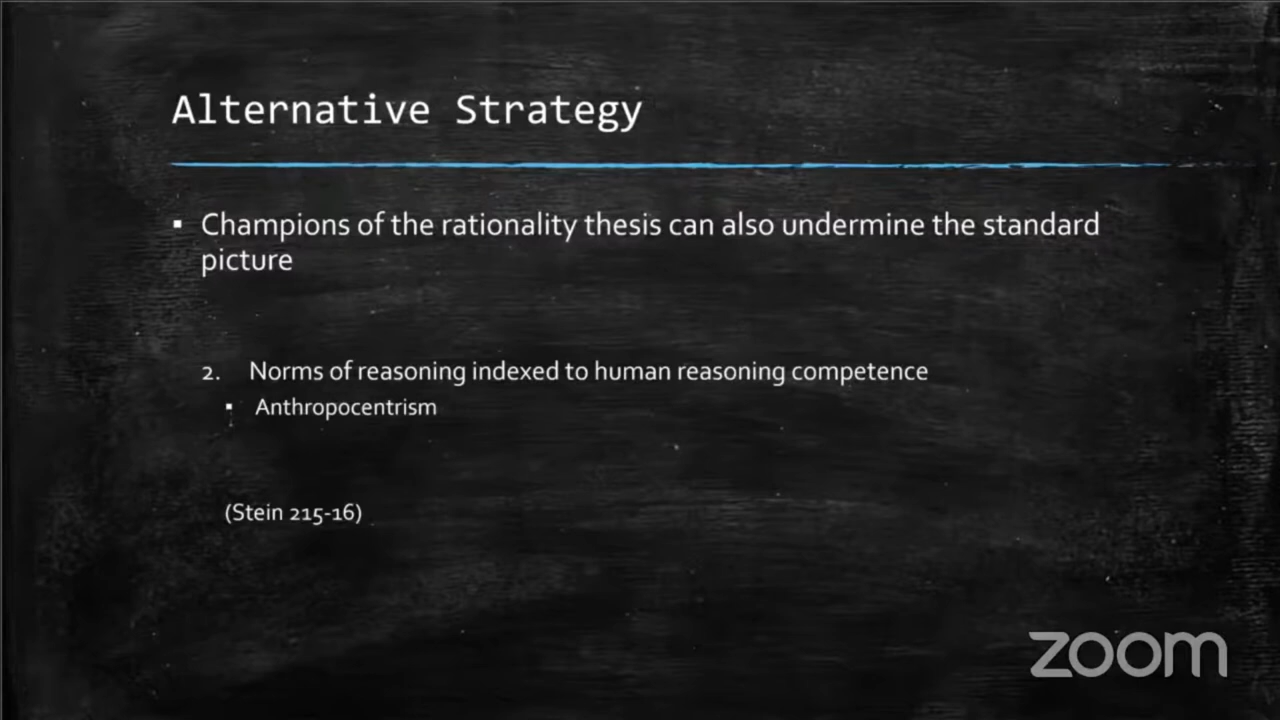 Alternative Strategy
▪ Champions of the rationality thesis can also undermine the standard
picture
2. Norms of reasoning indexed to human reasoning competence
▪ Anthropocentrism
(Stein 215-16)
zoom